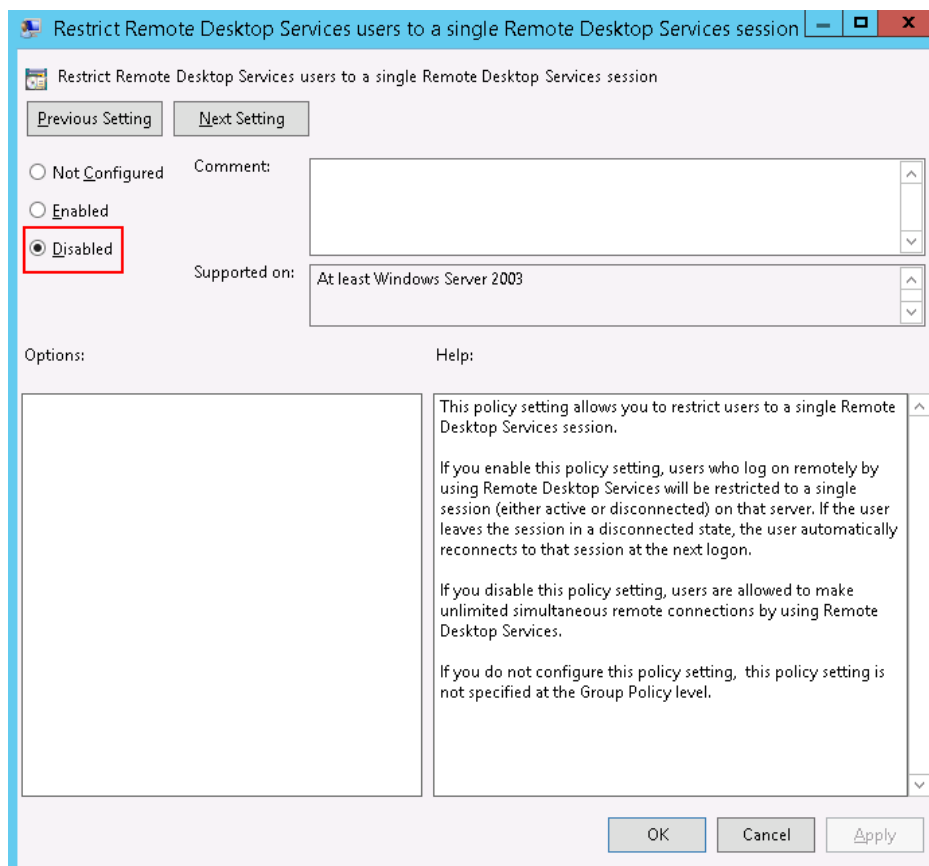 Restrict Remote Desktop Services users to a single Remote Desktop Services session
Restrict Remote Desktop Services users to a single Remote Desktop Services session
Previous Setting
Next Setting
Not Configured
Comment:
Enabled
Disabled
Supported on:
At least Windows Server 2003
Options:
Help:
This policy setting allows you to restrict users to a single Remote
Desktop Services session.
If you enable this policy setting, users who log on remotely by
using Remote Desktop Services will be restricted to a single
session (either active or disconnected) on that server. If the user
leaves the session in a disconnected state, the user automatically
reconnects to that session at the next logon.
If you disable this policy setting, users are allowed to make
unlimited simultaneous remote connections by using Remote
Desktop Services.
If you do not configure this policy setting,  this policy setting is
not specified at the Group Policy level.
OK
Cancel
Apply